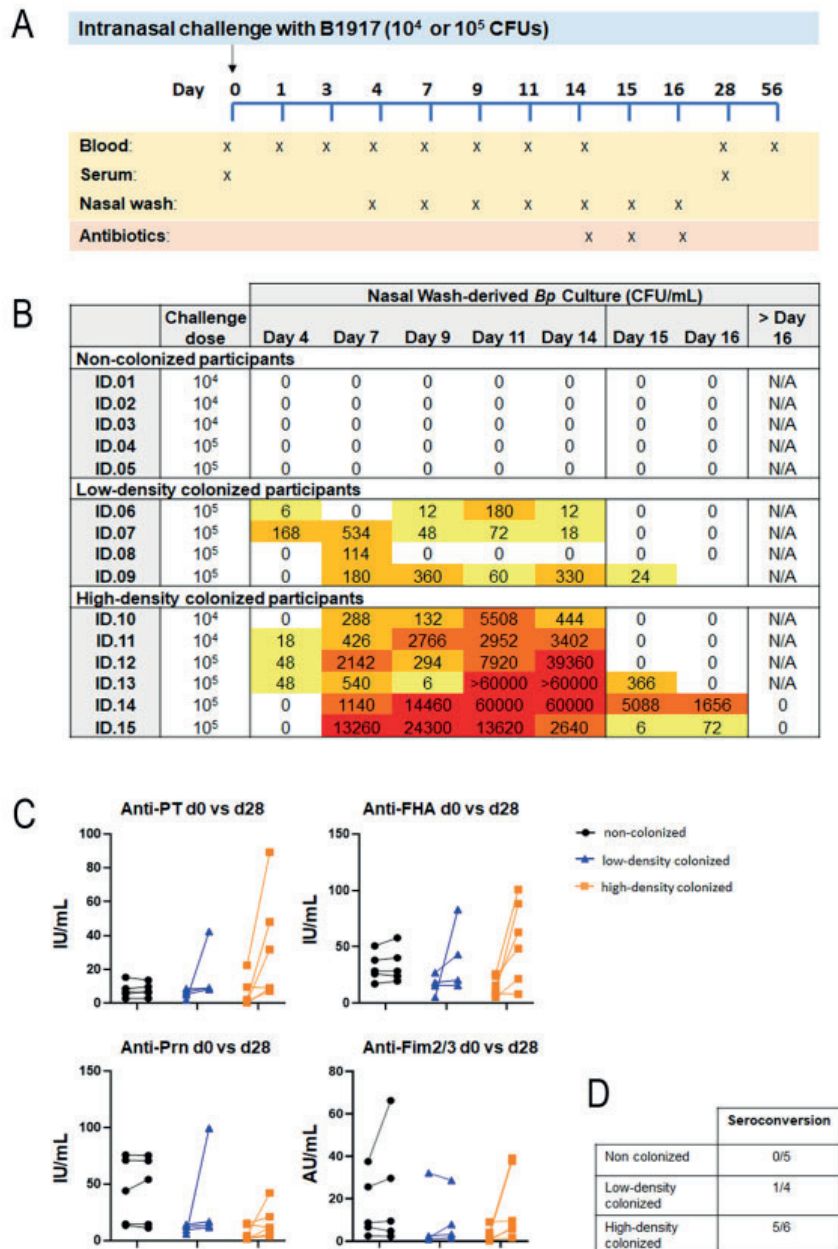 A
Intranasal challenge with B1917 (10⁴ or 10⁵ CFUs)
Day 0 1 3 4 7 9 11 14 15 16 28 56
Blood: x x x x x x x x x x
Serum: x x
Nasal wash: x x x x x x
Antibiotics: x x x
B
Nasal Wash-derived Bp Culture (CFU/mL)
Challenge dose Day 4 Day 7 Day 9 Day 11 Day 14 Day 15 Day 16 > Day 16
Non-colonized participants
ID.01 10⁴ 0 0 0 0 0 0 0 N/A
ID.02 10⁴ 0 0 0 0 0 0 0 N/A
ID.03 10⁴ 0 0 0 0 0 0 0 N/A
ID.04 10⁵ 0 0 0 0 0 0 0 N/A
ID.05 10⁵ 0 0 0 0 0 0 0 N/A
Low-density colonized participants
ID.06 10⁵ 6 0 12 180 12 0 0 N/A
ID.07 10⁵ 168 534 48 72 18 0 0 N/A
ID.08 10⁵ 0 114 0 0 0 0 0 N/A
ID.09 10⁵ 0 180 360 60 330 24 N/A
High-density colonized participants
ID.10 10⁴ 0 288 132 5508 444 0 0 N/A
ID.11 10⁴ 18 426 2766 2952 3402 0 0 N/A
ID.12 10⁵ 48 2142 294 7920 39360 0 0 N/A
ID.13 10⁵ 48 540 6 >60000 >60000 366 0 N/A
ID.14 10⁵ 0 1140 14460 60000 60000 5088 1656 0
ID.15 10⁵ 0 13260 24300 13620 2640 6 72 0
C
Anti-PT d0 vs d28
IU/mL
100
80
60
40
20
0
Anti-FHA d0 vs d28
IU/mL
150
100
50
0
non-colonized
low-density colonized
high-density colonized
Anti-Prn d0 vs d28
IU/mL
150
100
50
0
Anti-Fim2/3 d0 vs d28
AU/mL
80
60
40
20
0
D
Seroconversion
Non colonized 0/5
Low-density colonized 1/4
High-density colonized 5/6